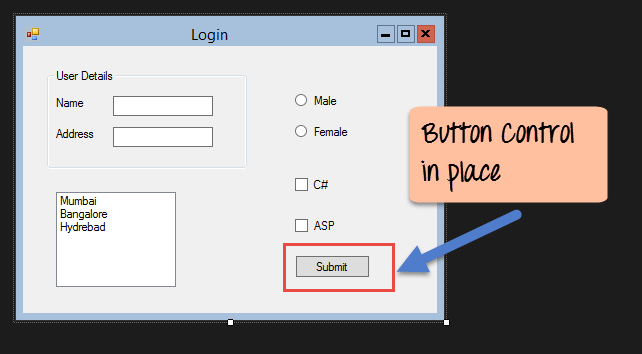 Login
User Details
Name
Address
Male
Female
C#
ASP
Mumbai
Bangalore
Hydrebad
Submit
Button Control
in place